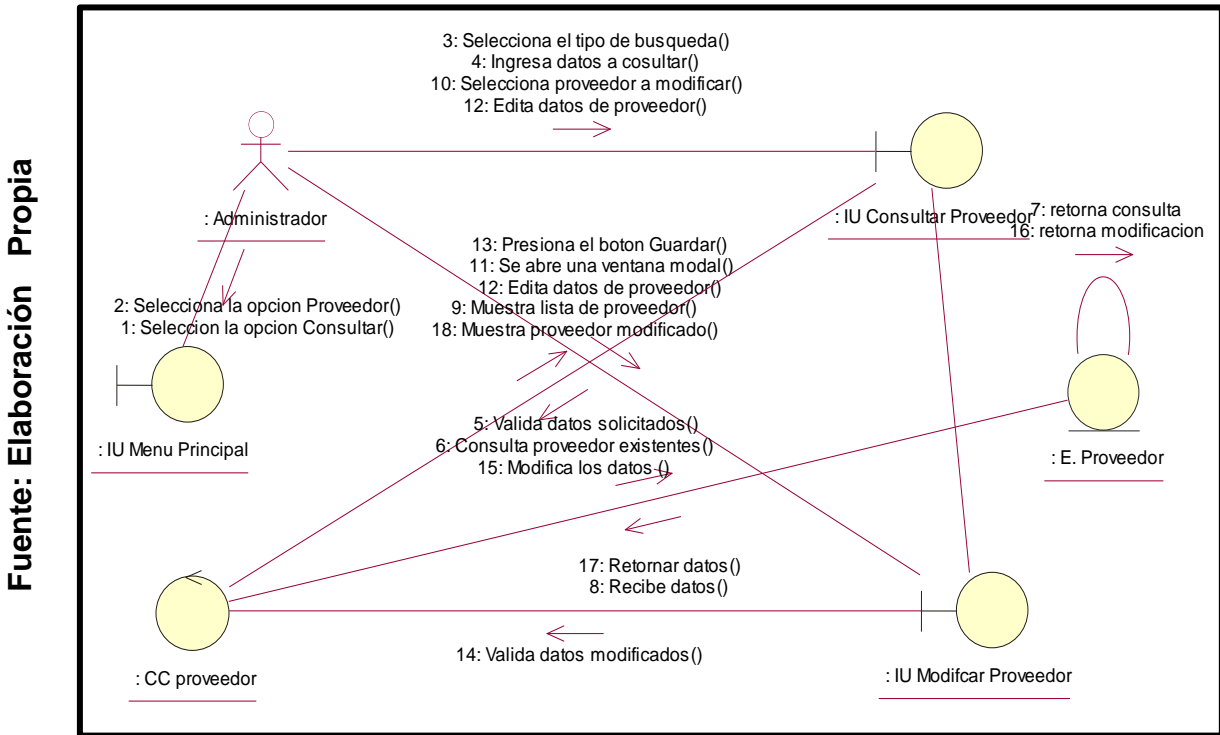 Fuente: Elaboración Propia
3: Selecciona el tipo de busqueda()
4: Ingresa datos a cosultar()
10: Selecciona proveedor a modificar()
12: Edita datos de proveedor()
: Administrador
: IU Consultar Proveedor
7: retorna consulta
16: retorna modificacion
13: Presiona el boton Guardar()
11: Se abre una ventana modal()
12: Edita datos de proveedor()
9: Muestra lista de proveedor()
18: Muestra proveedor modificado()
2: Selecciona la opcion Proveedor()
1: Seleccion la opcion Consultar()
: IU Menu Principal
5: Valida datos solicitados()
6: Consulta proveedor existentes()
15: Modifica los datos ()
: E. Proveedor
17: Retornar datos()
8: Recibe datos()
14: Valida datos modificados()
: CC proveedor
: IU Modifcar Proveedor